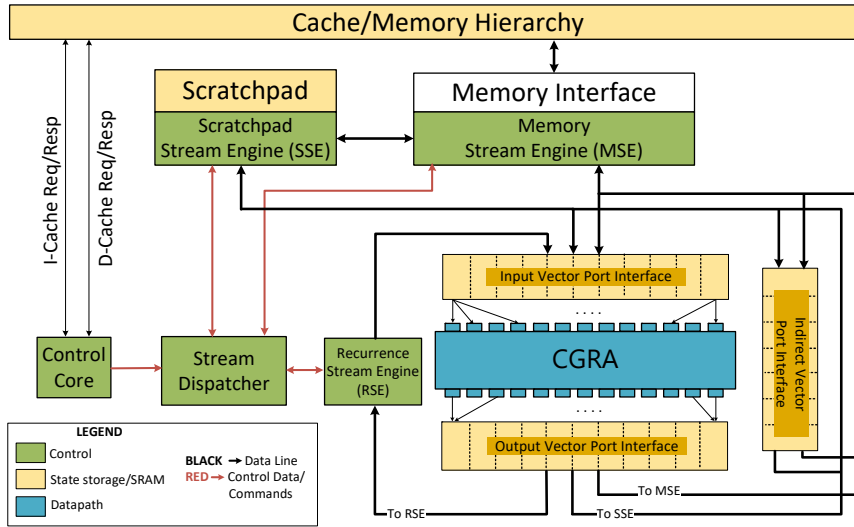 Cache/Memory Hierarchy
I-Cache Req/Resp
D-Cache Req/Resp
Scratchpad
Scratchpad
Stream Engine (SSE)
Memory Interface
Memory
Stream Engine (MSE)
Input Vector Port Interface
. . . .
Indirect Vector
Port Interface
Control
Core
Stream
Dispatcher
Recurrence
Stream Engine
(RSE)
CGRA
. . . .
Output Vector Port Interface
To MSE
To RSE
To SSE
LEGEND
Control
State storage/SRAM
Datapath
BLACK Data Line
RED Control Data/
Commands